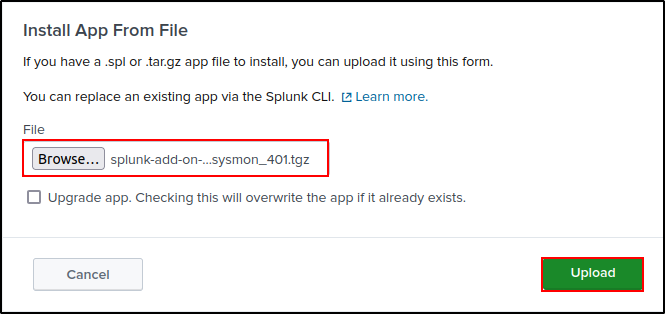 Install App From File
If you have a .spl or .tar.gz app file to install, you can upload it using this form.
You can replace an existing app via the Splunk CLI. Learn more.
File
Browse... splunk-add-on-...sysmon_401.tgz
Upgrade app. Checking this will overwrite the app if it already exists.
Cancel Upload